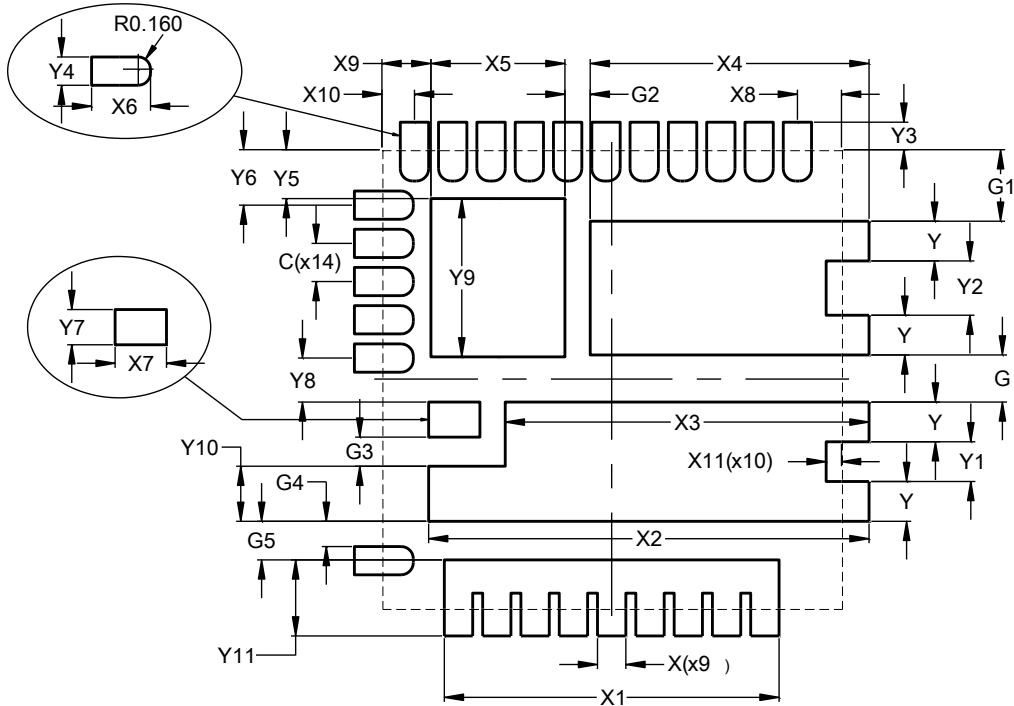 R0.160
Y4
X6
X9
X5
X4
X10
G2
X8
Y3
Y6
Y5
G1
C(x14)
Y9
Y
Y2
Y
Y7
X7
Y8
G
Y10
G3
X3
Y
X11(x10)
Y1
G4
Y
G5
X2
Y11
X(x9 )
X1